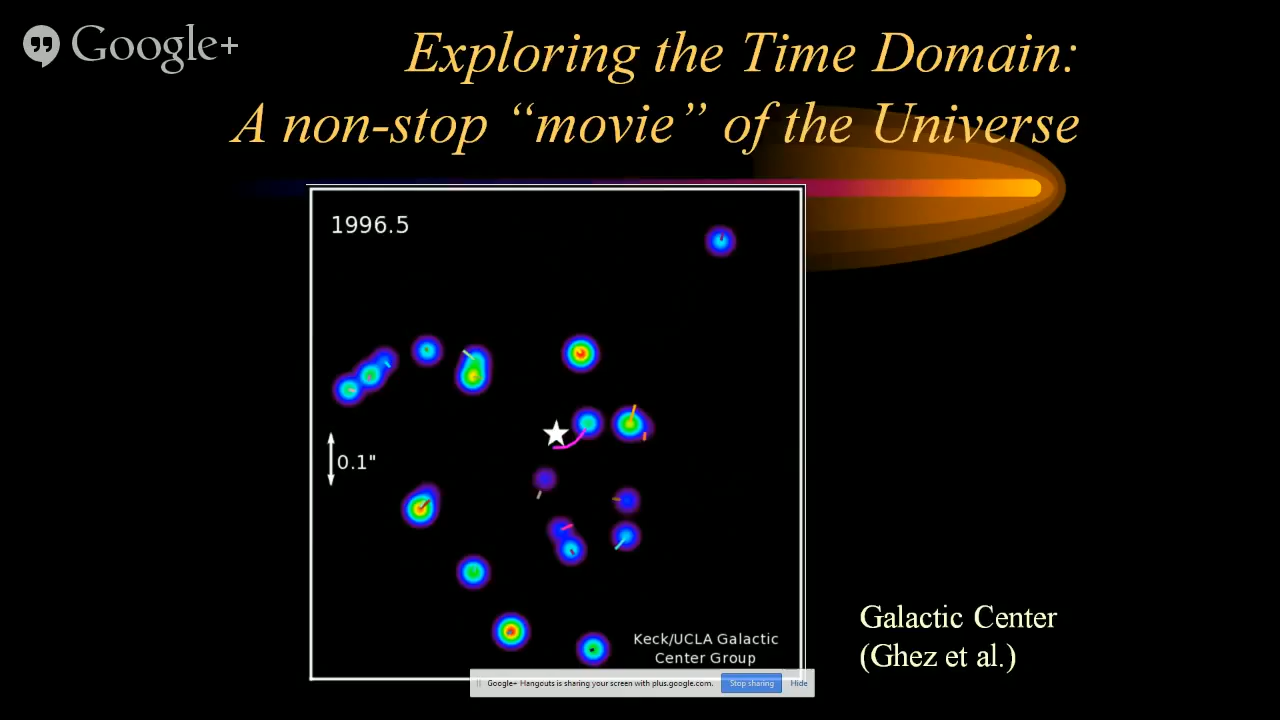 Google+
Exploring the Time Domain:
A non-stop “movie” of the Universe
1996.5
0.1"
Keck/UCLA Galactic
Center Group
Galactic Center
(Ghez et al.)
Google+ Hangouts is sharing your screen with plus.google.com. Stop sharing Hide